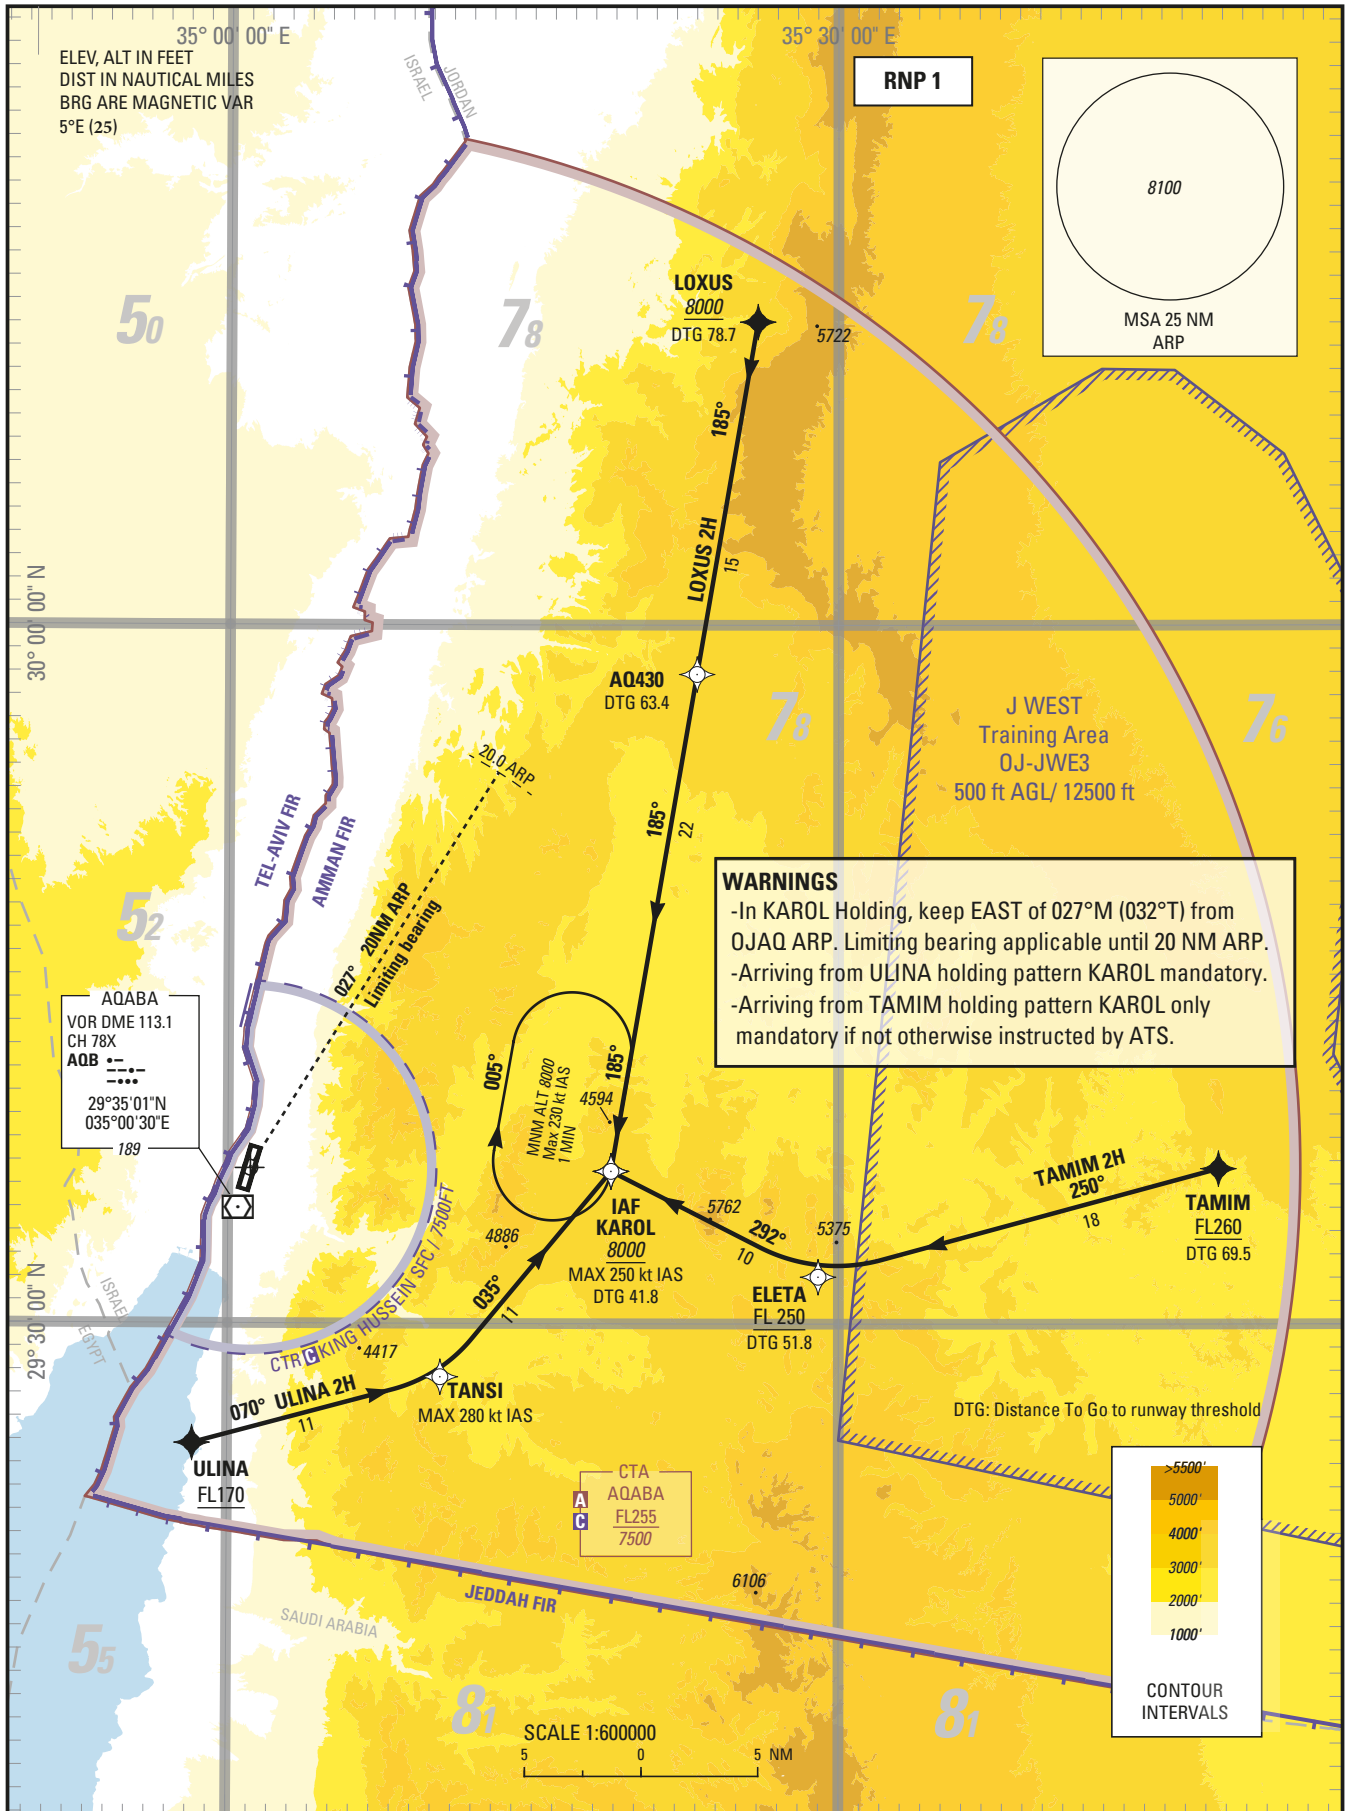 35° 00' 00" E
35° 30' 00" E
ELEV, ALT IN FEET
DIST IN NAUTICAL MILES
BRG ARE MAGNETIC VAR
5°E (25)
ISRAEL
JORDAN
RNP 1
8100
MSA 25 NM
ARP
50
78
78
LOXUS
8000
DTG 78.7
5722
185°
LOXUS 2H
15
30° 00' 00" N
AQ430
DTG 63.4
78
76
J WEST
Training Area
OJ-JWE3
500 ft AGL/ 12500 ft
20.0 ARP
185°
22
TEL-AVIV FIR
AMMAN FIR
52
027° 20NM ARP
Limiting bearing
WARNINGS
-In KAROL Holding, keep EAST of 027°M (032°T) from
OJAQ ARP. Limiting bearing applicable until 20 NM ARP.
-Arriving from ULINA holding pattern KAROL mandatory.
-Arriving from TAMIM holding pattern KAROL only
mandatory if not otherwise instructed by ATS.
AQABA
VOR DME 113.1
CH 78X
AQB
29°35'01"N
035°00'30"E
189
005°
MNM ALT 8000
Max 230 kt IAS
1 MIN
185°
4594
IAF
KAROL
8000
MAX 250 kt IAS
DTG 41.8
5762
292°
10
5375
TAMIM 2H
250°
18
TAMIM
FL260
DTG 69.5
4886
035°
11
ELETA
FL 250
DTG 51.8
29° 30' 00" N
ISRAEL
EGYPT
CTR C KING HUSSEIN SFC / 7500FT
4417
070° ULINA 2H
11
TANSI
MAX 280 kt IAS
ULINA
FL170
DTG: Distance To Go to runway threshold
CTA
AQABA
A
C
FL255
7500
>5500'
5000'
4000'
3000'
2000'
1000'
CONTOUR
INTERVALS
6106
JEDDAH FIR
SAUDI ARABIA
55
81
81
SCALE 1:600000
5 0 5 NM